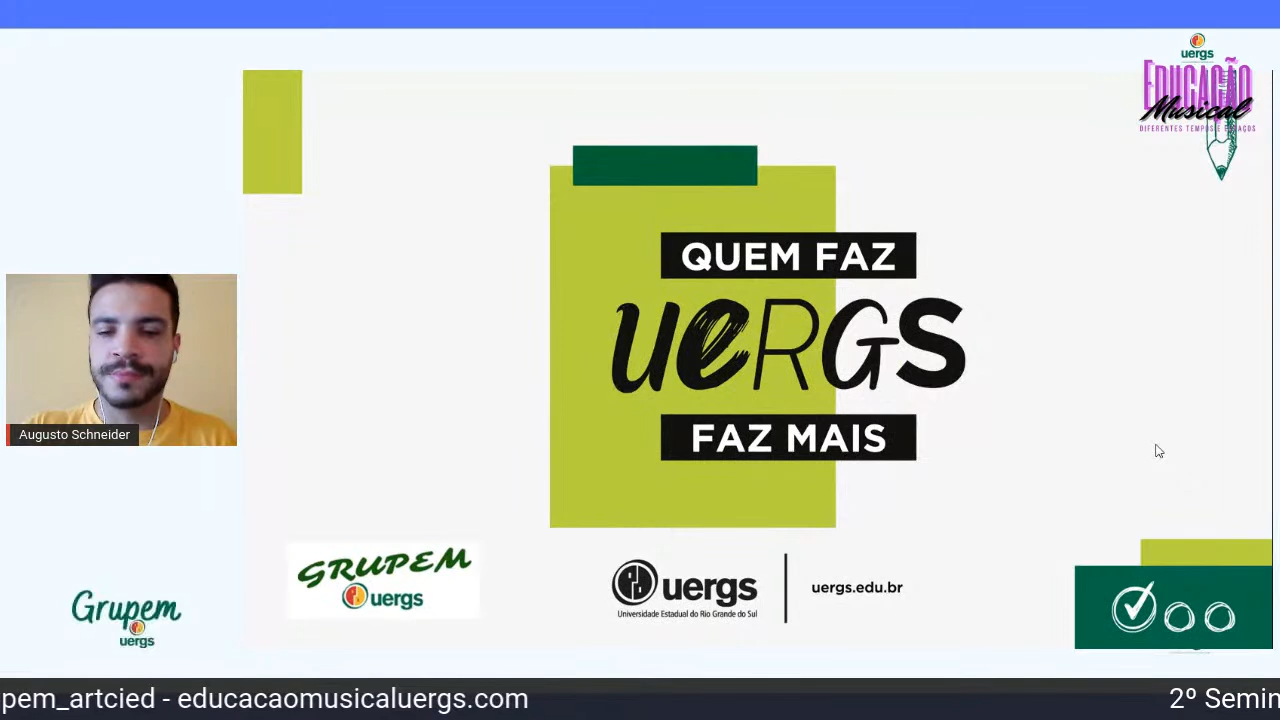 uergs
EDUCAÇÃO
Musical
DIFERENTES TEMPOS E ESPAÇOS
QUEM FAZ
uERGS
FAZ MAIS
Augusto Schneider
GRUPEM
uergs
uergs
Universidade Estadual do Rio Grande do Sul
uergs.edu.br
Grupem
uergs
pem_artcied - educacaomusicaluergs.com
2º Semin